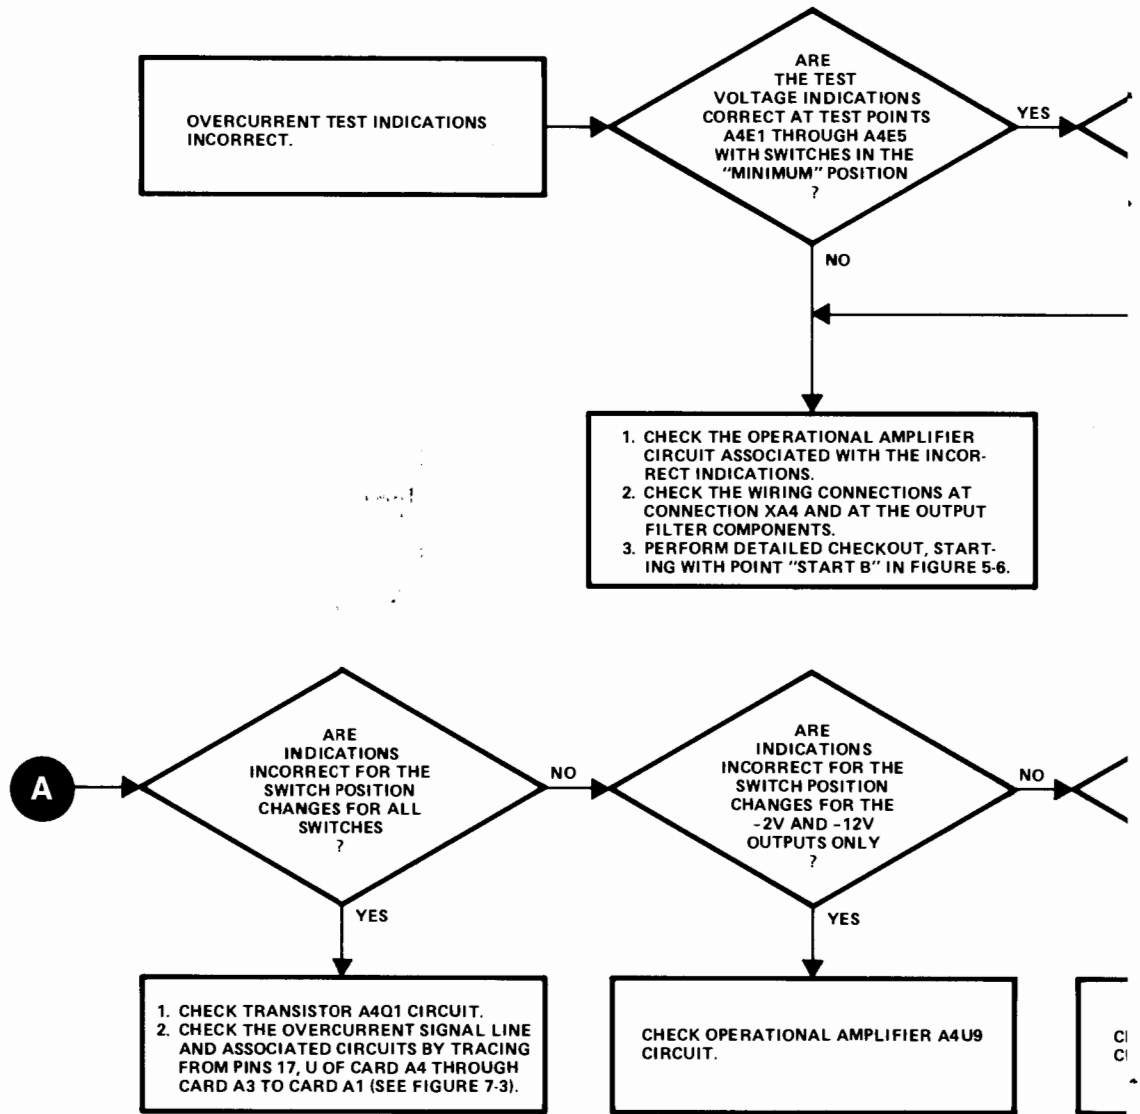 OVERCURRENT TEST INDICATIONS
INCORRECT.
ARE
THE TEST
VOLTAGE INDICATIONS
CORRECT AT TEST POINTS
A4E1 THROUGH A4E5
WITH SWITCHES IN THE
"MINIMUM" POSITION
?
YES
NO
1. CHECK THE OPERATIONAL AMPLIFIER
CIRCUIT ASSOCIATED WITH THE INCOR-
RECT INDICATIONS.
2. CHECK THE WIRING CONNECTIONS AT
CONNECTION XA4 AND AT THE OUTPUT
FILTER COMPONENTS.
3. PERFORM DETAILED CHECKOUT, START-
ING WITH POINT "START B" IN FIGURE 5-6.
A
ARE
INDICATIONS
INCORRECT FOR THE
SWITCH POSITION
CHANGES FOR ALL
SWITCHES
?
NO
YES
ARE
INDICATIONS
INCORRECT FOR THE
SWITCH POSITION
CHANGES FOR THE
-2V AND -12V
OUTPUTS ONLY
?
NO
YES
1. CHECK TRANSISTOR A4Q1 CIRCUIT.
2. CHECK THE OVERCURRENT SIGNAL LINE
AND ASSOCIATED CIRCUITS BY TRACING
FROM PINS 17, U OF CARD A4 THROUGH
CARD A3 TO CARD A1 (SEE FIGURE 7-3).
CHECK OPERATIONAL AMPLIFIER A4U9
CIRCUIT.